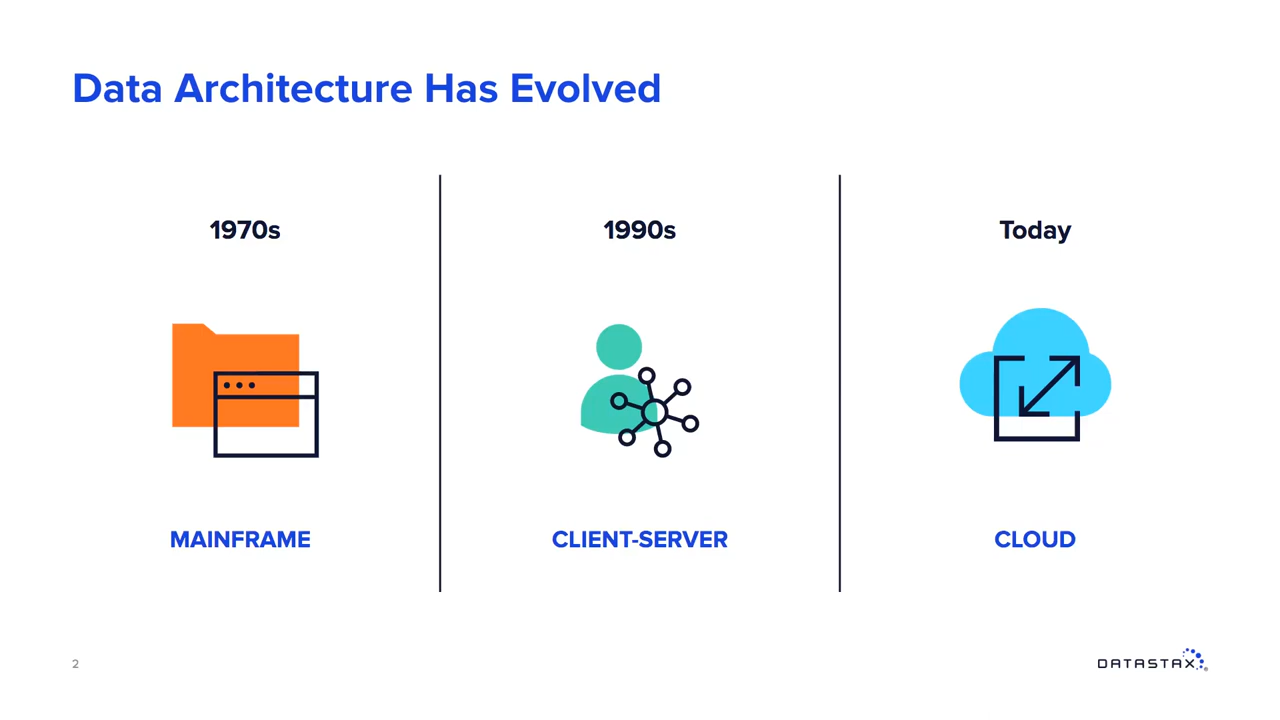 Data Architecture Has Evolved
1970s
1990s
Today
MAINFRAME
CLIENT-SERVER
CLOUD
2
DATASTAX